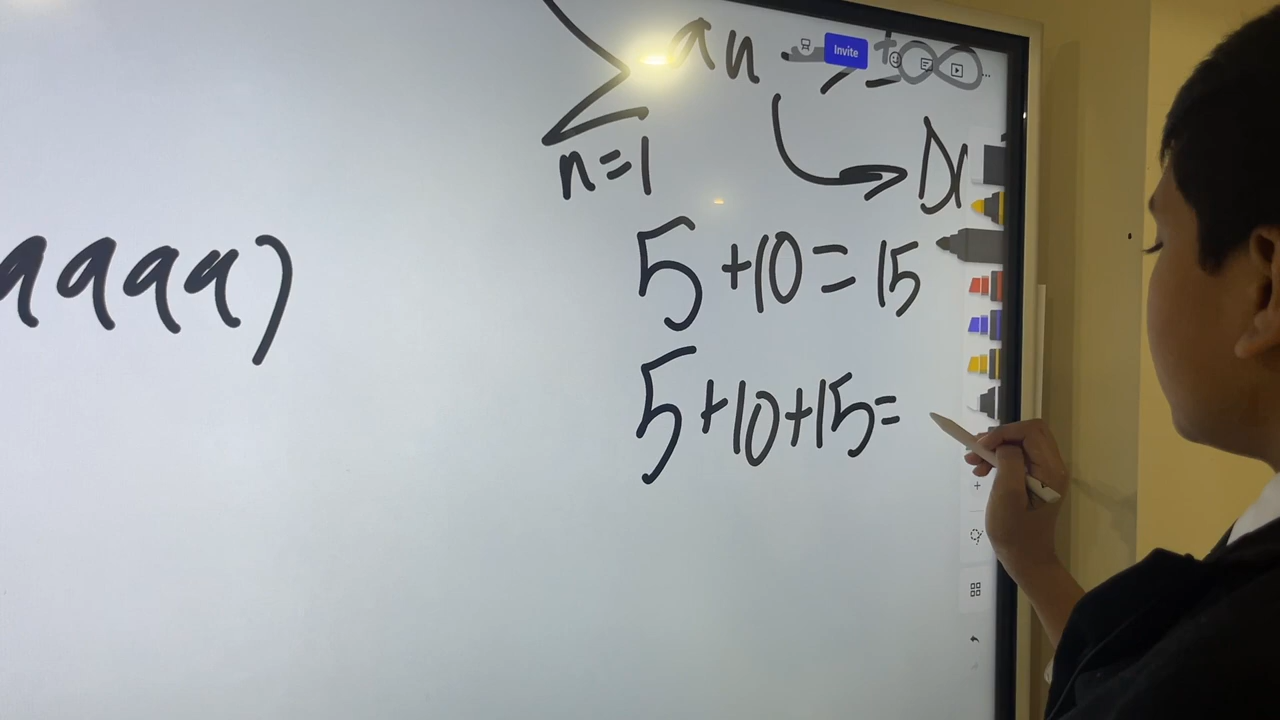 ∑ an → ±∞
Invite
n=1
5+10=15
aaaa)
5+10+15=